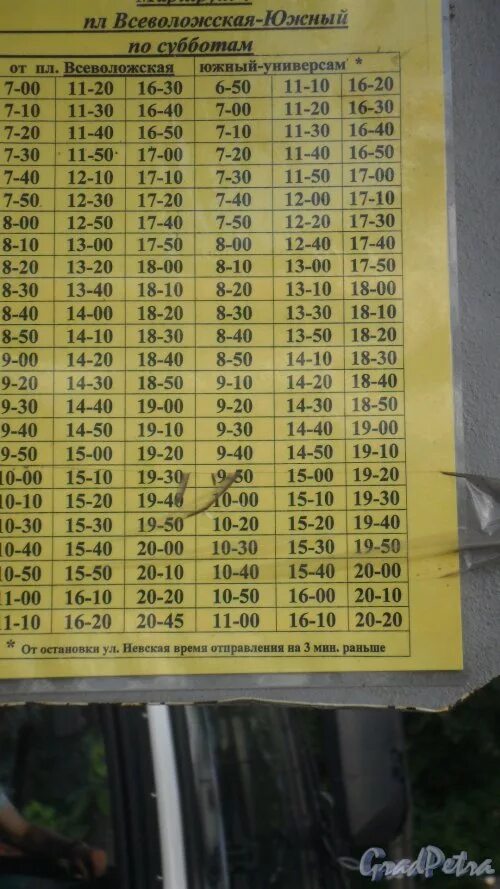 пл Всеволожская-Южный
по субботам
от пл. Всеволожская южный-универсам *
7-00 11-20 16-30 6-50 11-10 16-20
7-10 11-30 16-40 7-00 11-20 16-30
7-20 11-40 16-50 7-10 11-30 16-40
7-30 11-50 17-00 7-20 11-40 16-50
7-40 12-10 17-10 7-30 11-50 17-00
7-50 12-30 17-20 7-40 12-00 17-10
8-00 12-50 17-40 7-50 12-20 17-30
8-10 13-00 17-50 8-00 12-40 17-40
8-20 13-20 18-00 8-10 13-00 17-50
8-30 13-40 18-10 8-20 13-10 18-00
8-40 14-00 18-20 8-30 13-30 18-10
8-50 14-10 18-30 8-40 13-50 18-20
9-00 14-20 18-40 8-50 14-10 18-30
9-20 14-30 18-50 9-10 14-20 18-40
9-30 14-40 19-00 9-20 14-30 18-50
9-40 14-50 19-10 9-30 14-40 19-00
9-50 15-00 19-20 9-40 14-50 19-10
10-00 15-10 19-30 9-50 15-00 19-20
10-10 15-20 19-40 10-00 15-10 19-30
10-30 15-30 19-50 10-20 15-20 19-40
10-40 15-40 20-00 10-30 15-30 19-50
10-50 15-50 20-10 10-40 15-40 20-00
11-00 16-10 20-20 10-50 16-00 20-10
11-10 16-20 20-45 11-00 16-10 20-20
* От остановки ул. Невская время отправления на 3 мин. раньше
GradPetra